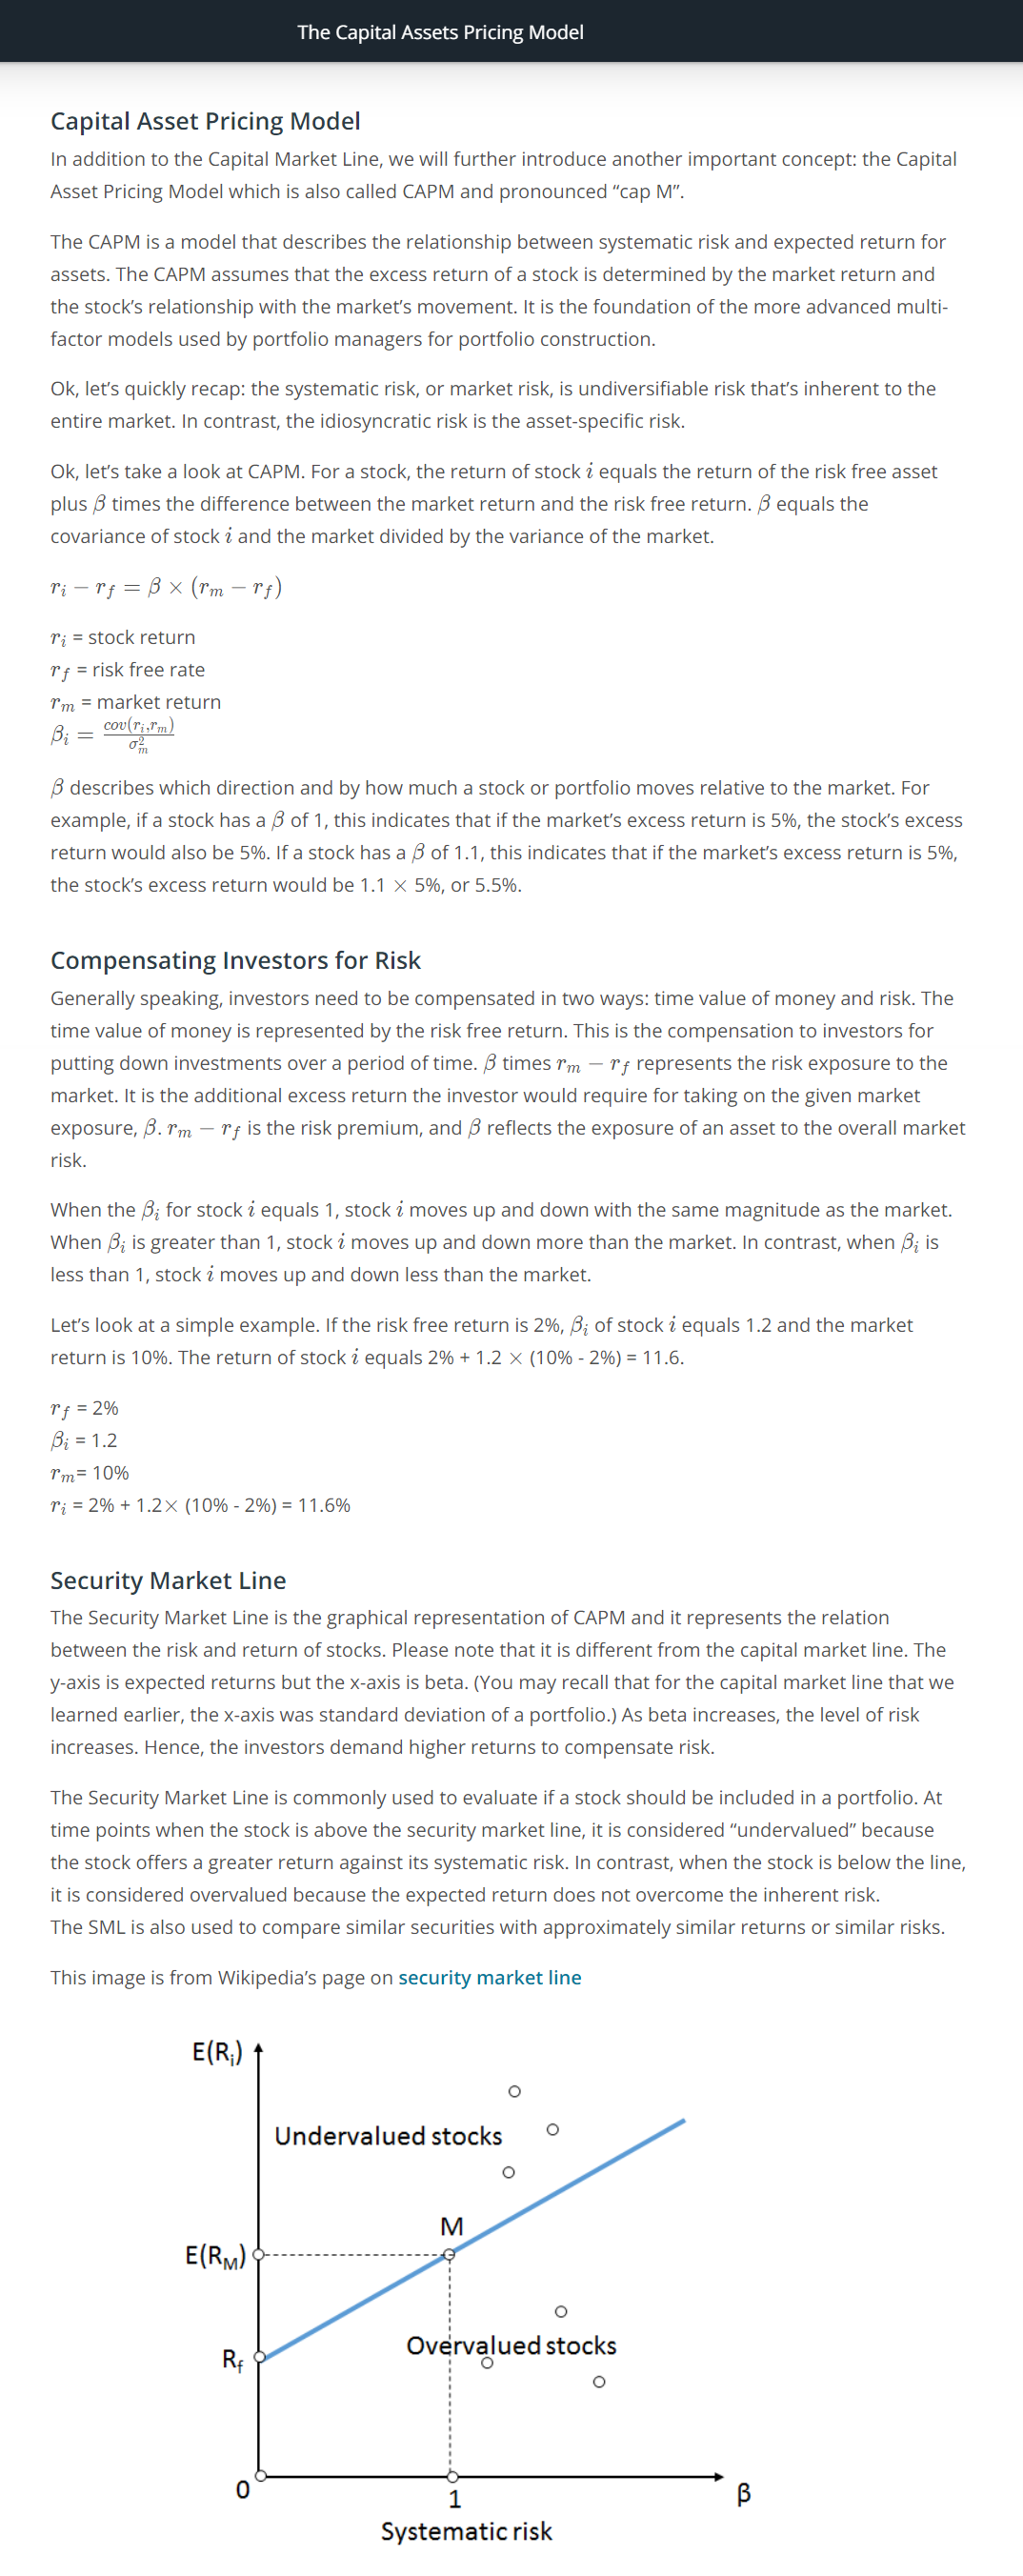 The Capital Assets Pricing Model
Capital Asset Pricing Model
In addition to the Capital Market Line, we will further introduce another important concept: the Capital
Asset Pricing Model which is also called CAPM and pronounced “cap M”.
The CAPM is a model that describes the relationship between systematic risk and expected return for
assets. The CAPM assumes that the excess return of a stock is determined by the market return and
the stock’s relationship with the market’s movement. It is the foundation of the more advanced multi-
factor models used by portfolio managers for portfolio construction.
Ok, let’s quickly recap: the systematic risk, or market risk, is undiversifiable risk that’s inherent to the
entire market. In contrast, the idiosyncratic risk is the asset-specific risk.
Ok, let’s take a look at CAPM. For a stock, the return of stock i equals the return of the risk free asset
plus β times the difference between the market return and the risk free return. β equals the
covariance of stock i and the market divided by the variance of the market.
r_i − r_f = β × (r_m − r_f)
r_i = stock return
r_f = risk free rate
r_m = market return
β_i = cov(r_i,r_m) / σ_m^2
β describes which direction and by how much a stock or portfolio moves relative to the market. For
example, if a stock has a β of 1, this indicates that if the market’s excess return is 5%, the stock’s excess
return would also be 5%. If a stock has a β of 1.1, this indicates that if the market’s excess return is 5%,
the stock’s excess return would be 1.1 × 5%, or 5.5%.
Compensating Investors for Risk
Generally speaking, investors need to be compensated in two ways: time value of money and risk. The
time value of money is represented by the risk free return. This is the compensation to investors for
putting down investments over a period of time. β times r_m − r_f represents the risk exposure to the
market. It is the additional excess return the investor would require for taking on the given market
exposure, β. r_m − r_f is the risk premium, and β reflects the exposure of an asset to the overall market
risk.
When the β_i for stock i equals 1, stock i moves up and down with the same magnitude as the market.
When β_i is greater than 1, stock i moves up and down more than the market. In contrast, when β_i is
less than 1, stock i moves up and down less than the market.
Let’s look at a simple example. If the risk free return is 2%, β_i of stock i equals 1.2 and the market
return is 10%. The return of stock i equals 2% + 1.2 × (10% - 2%) = 11.6.
r_f = 2%
β_i = 1.2
r_m= 10%
r_i = 2% + 1.2× (10% - 2%) = 11.6%
Security Market Line
The Security Market Line is the graphical representation of CAPM and it represents the relation
between the risk and return of stocks. Please note that it is different from the capital market line. The
y-axis is expected returns but the x-axis is beta. (You may recall that for the capital market line that we
learned earlier, the x-axis was standard deviation of a portfolio.) As beta increases, the level of risk
increases. Hence, the investors demand higher returns to compensate risk.
The Security Market Line is commonly used to evaluate if a stock should be included in a portfolio. At
time points when the stock is above the security market line, it is considered “undervalued” because
the stock offers a greater return against its systematic risk. In contrast, when the stock is below the line,
it is considered overvalued because the expected return does not overcome the inherent risk.
The SML is also used to compare similar securities with approximately similar returns or similar risks.
This image is from Wikipedia’s page on security market line
E(R_i)
Undervalued stocks
M
E(R_M)
Overvalued stocks
R_f
0
1
β
Systematic risk